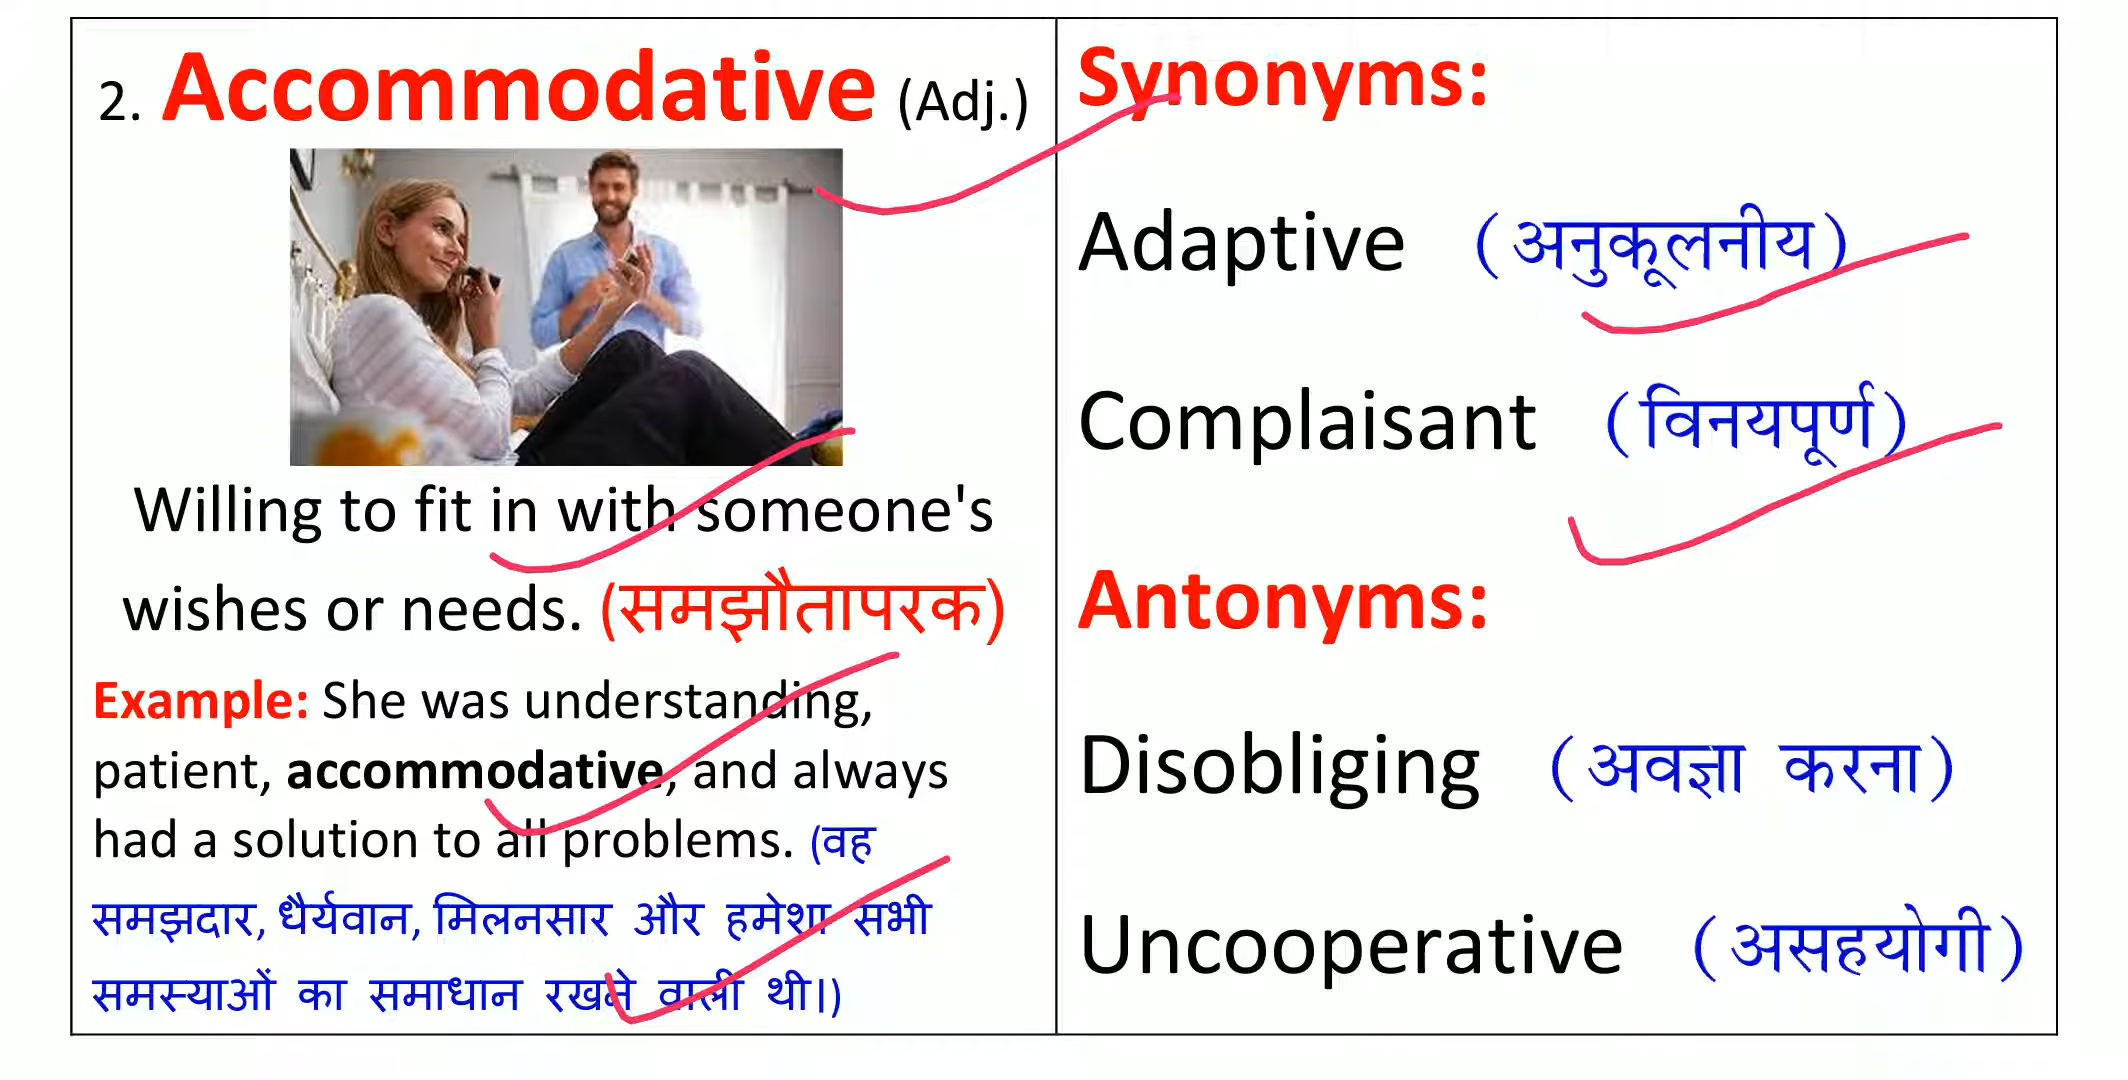 2. Accommodative (Adj.)
Willing to fit in with someone's
wishes or needs. (समझौतापरक)
Example: She was understanding,
patient, accommodative, and always
had a solution to all problems. (वह
समझदार, धैर्यवान, मिलनसार और हमेशा सभी
समस्याओं का समाधान रखने वाली थी।)
Synonyms:
Adaptive (अनुकूलनीय)
Complaisant (विनयपूर्ण)
Antonyms:
Disobliging (अवज्ञा करना)
Uncooperative (असहयोगी)